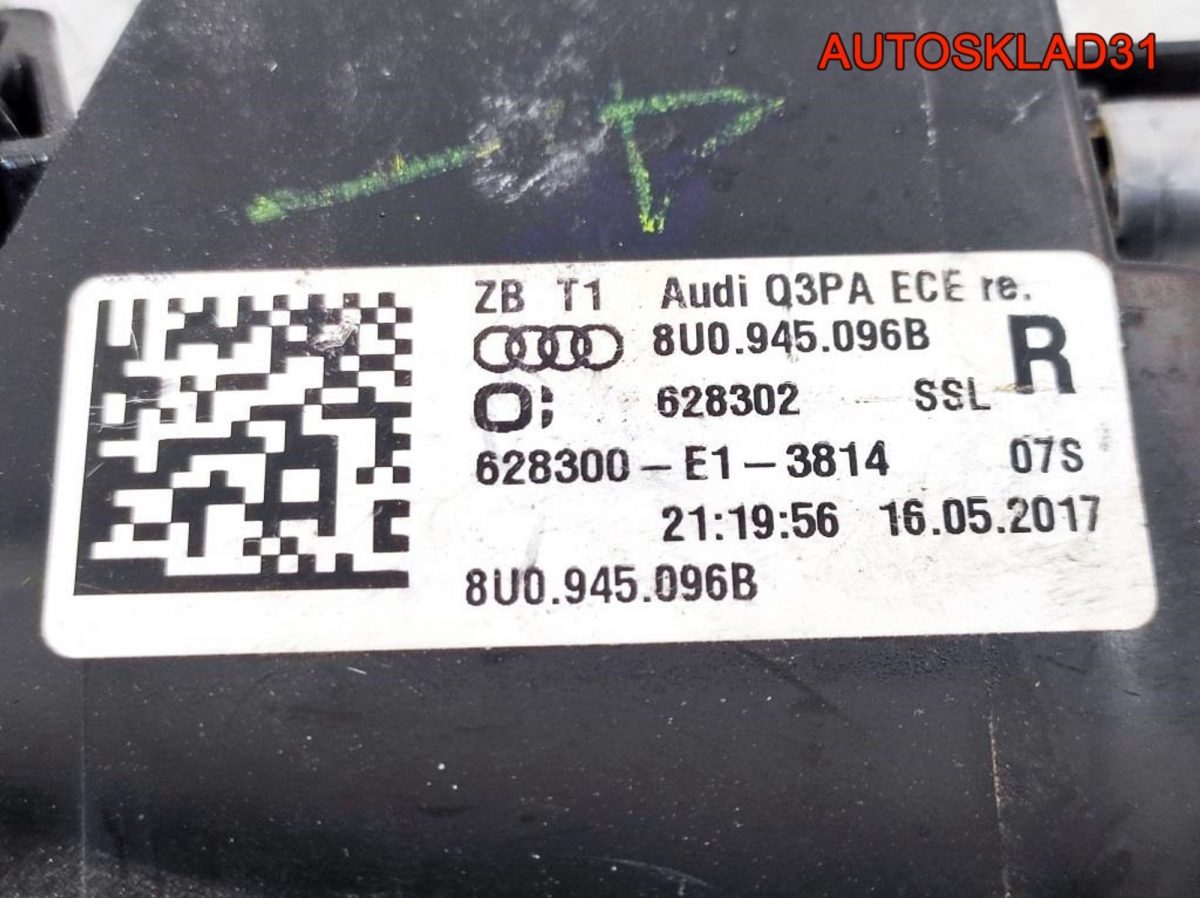 AUTOSKLAD31
ZB T1 Audi Q3PA ECE re.
8U0.945.096B R
628302 SSL
628300-E1-3814 07S
21:19:56 16.05.2017
8U0.945.096B